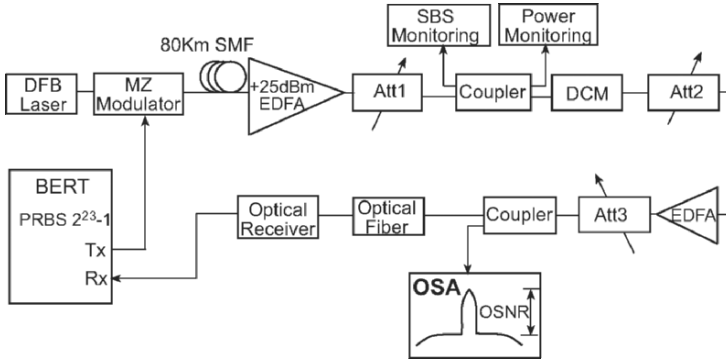 SBS
Monitoring
Power
Monitoring
80Km SMF
DFB
Laser
MZ
Modulator
+25dBm
EDFA
Att1
Coupler
DCM
Att2
BERT
PRBS 2²³-1
Tx
Rx
Optical
Receiver
Optical
Fiber
Coupler
Att3
EDFA
OSA
OSNR